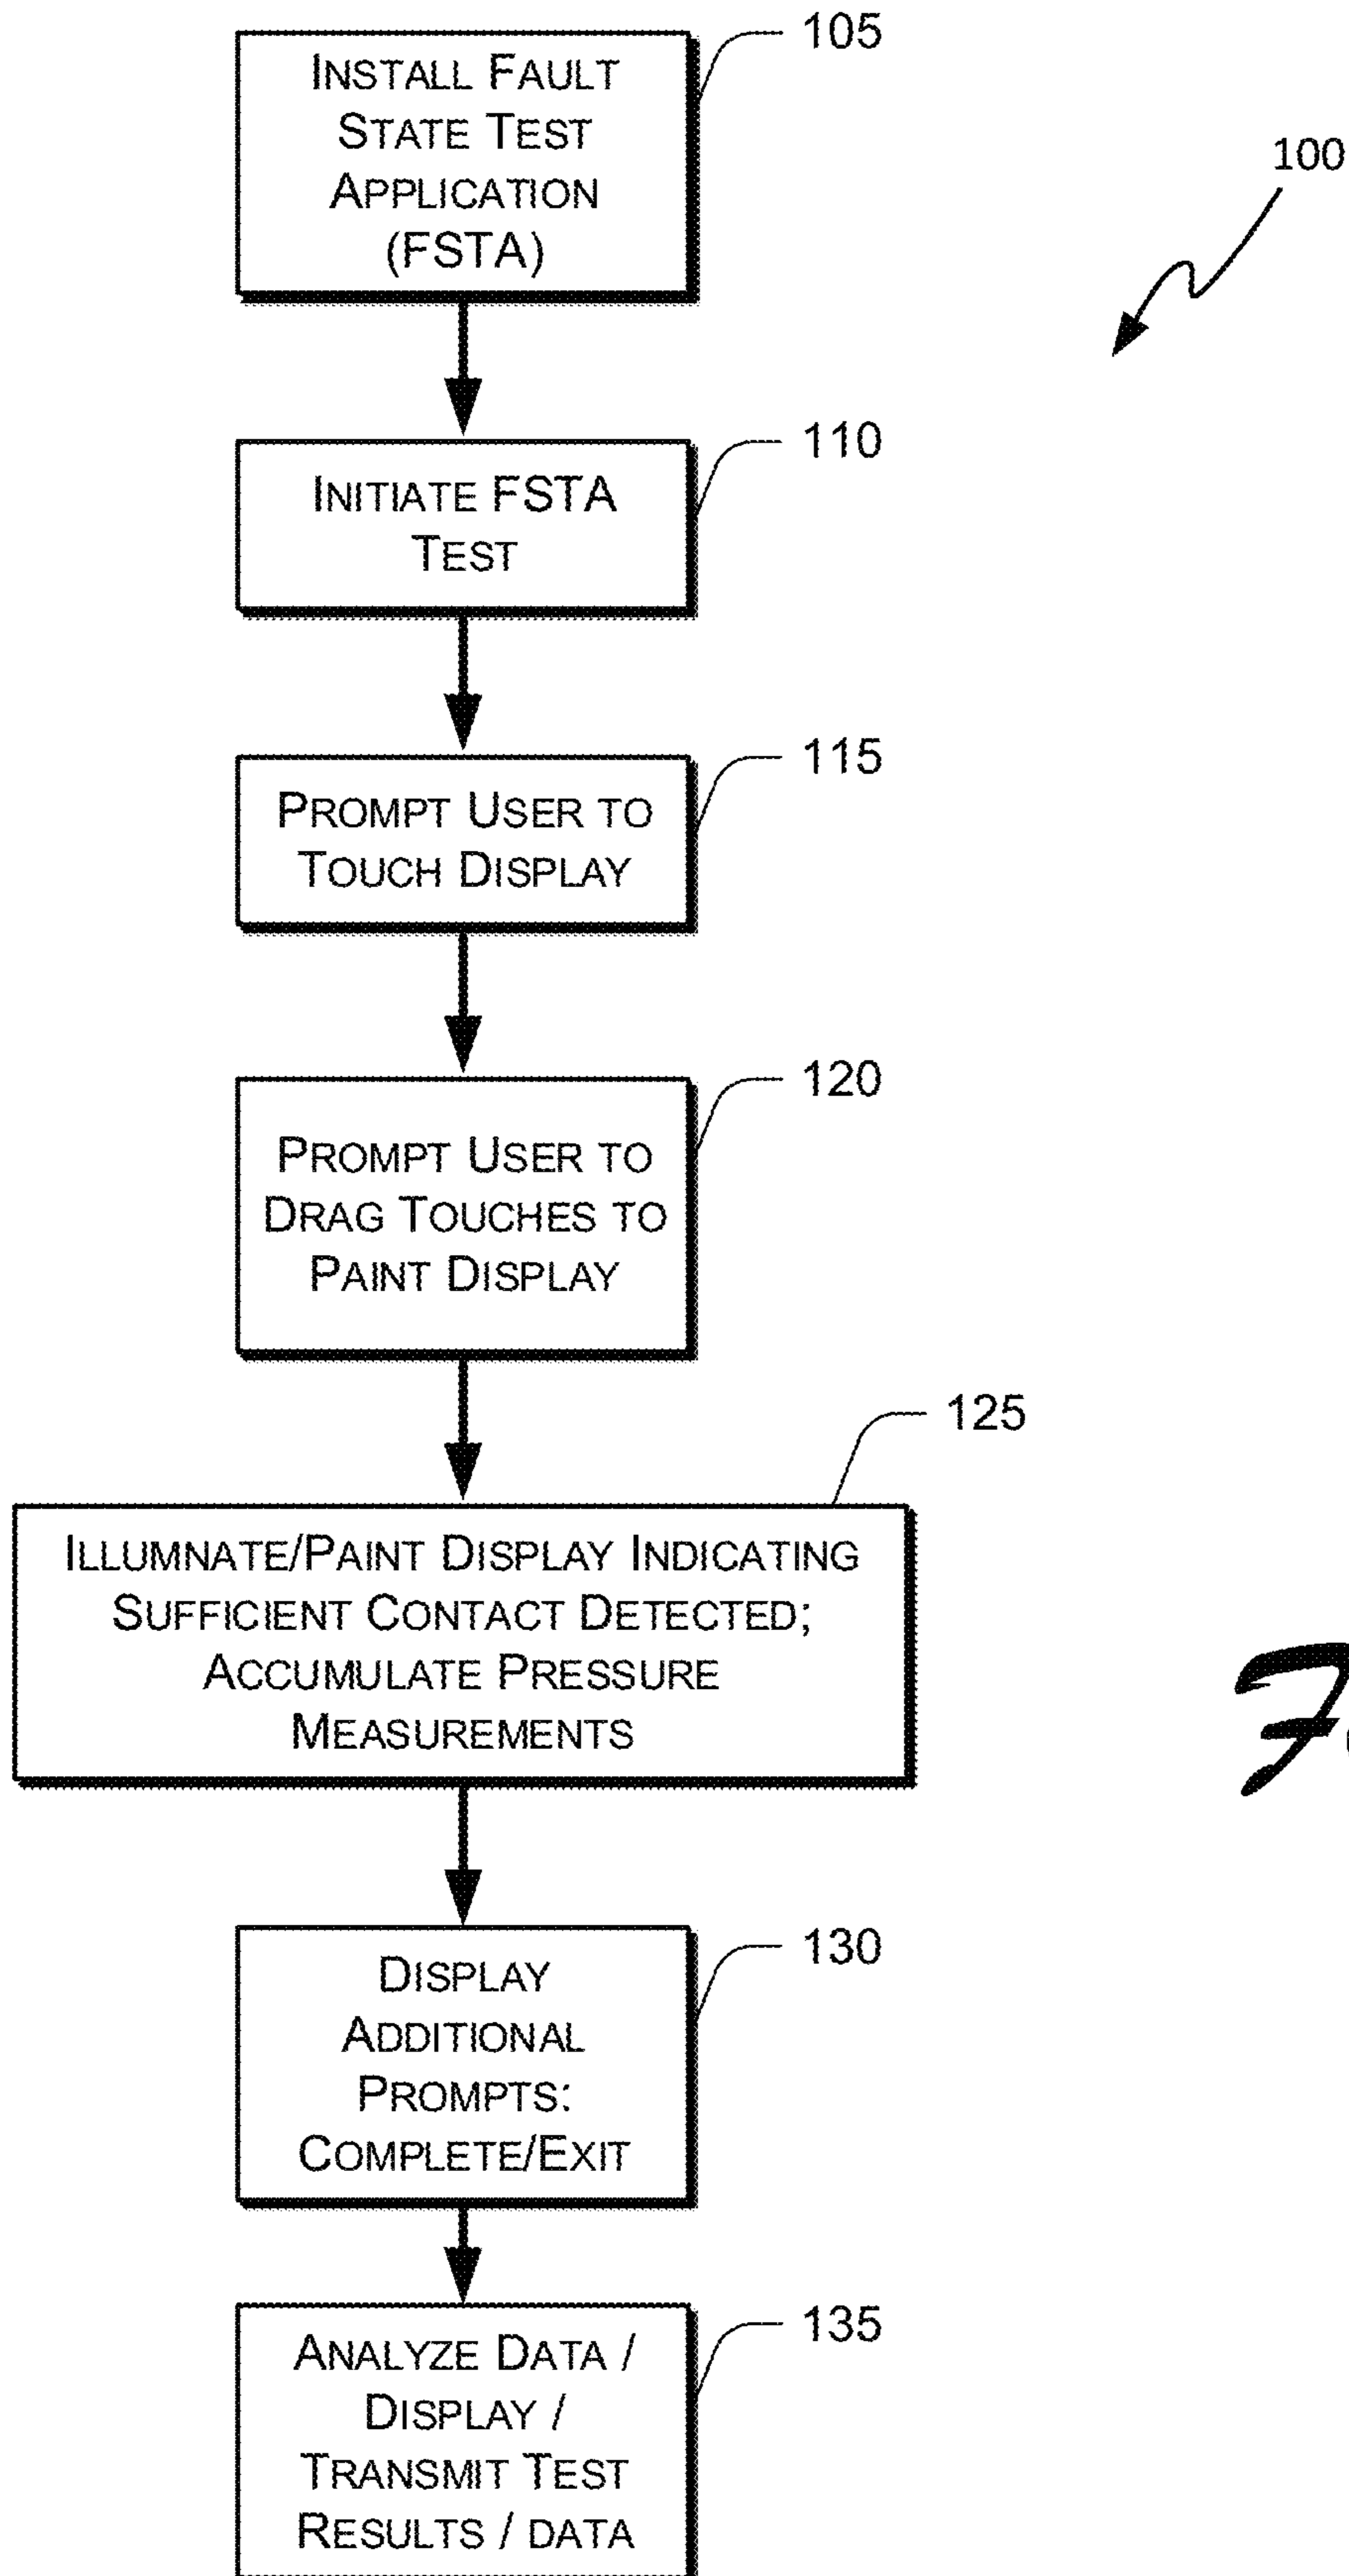 INSTALL FAULT
STATE TEST
APPLICATION
(FSTA)
105
100
INITIATE FSTA
TEST
110
PROMPT USER TO
TOUCH DISPLAY
115
PROMPT USER TO
DRAG TOUCHES TO
PAINT DISPLAY
120
125
ILLUMNATE/PAINT DISPLAY INDICATING
SUFFICIENT CONTACT DETECTED;
ACCUMULATE PRESSURE
MEASUREMENTS
DISPLAY
ADDITIONAL
PROMPTS:
COMPLETE/EXIT
130
ANALYZE DATA /
DISPLAY /
TRANSMIT TEST
RESULTS / DATA
135